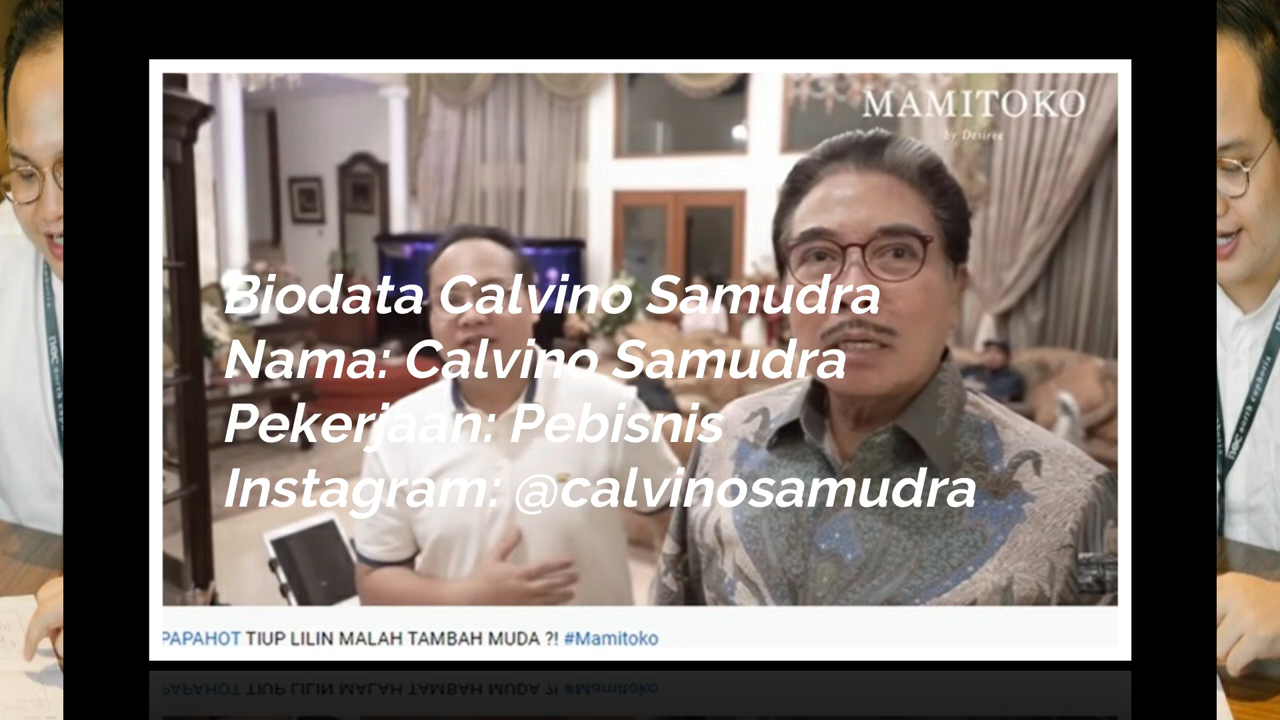 MAMITOKO
by Desiree
Biodata Calvino Samudra
Nama: Calvino Samudra
Pekerjaan: Pebisnis
Instagram: @calvinosamudra
PAPAHOT TIUP LILIN MALAH TAMBAH MUDA ?! #Mamitoko